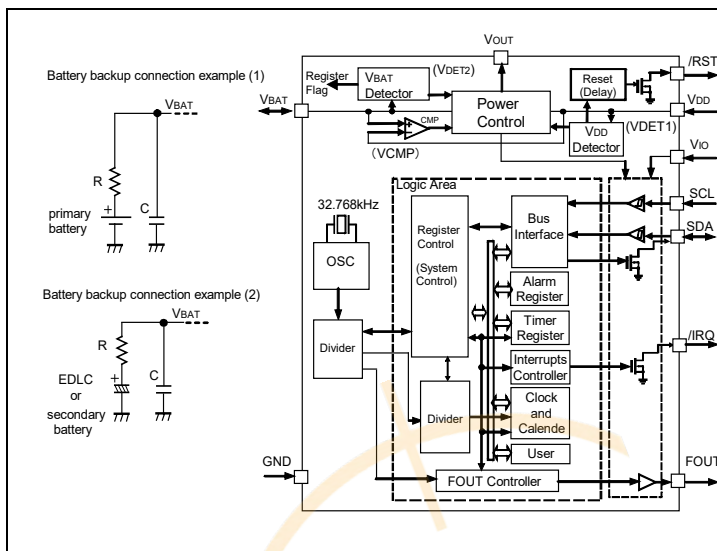 Battery backup connection example (1)
VBAT
R
+
primary
battery
C
Battery backup connection example (2)
VBAT
R
+
EDLC
or
secondary
battery
C
VOUT
Register
Flag
VBAT
Detector
(VDET2)
Power
Control
Reset
(Delay)
/RST
VBAT
VDD
+
−
CMP
(VCMP)
VDD
Detector
(VDET1)
VIO
Logic Area
32.768kHz
OSC
Register
Control
(System
Control)
Bus
Interface
SCL
SDA
Alarm
Register
Divider
Timer
Register
/IRQ
Interrupts
Controller
Divider
Clock
and
Calende
User
GND
FOUT Controller
FOUT